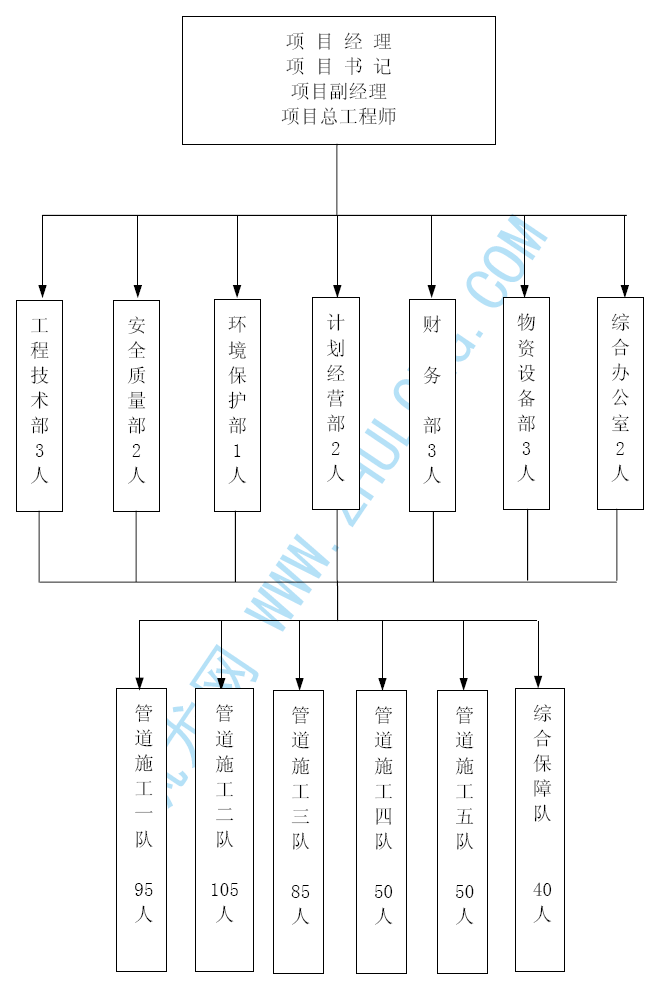 项目经理
项目书记
项目副经理
项目总工程师
工程技术部3人
安全质量部2人
环境保护部1人
计划经营部2人
财务部3人
物资设备部3人
综合办公室2人
管道施工一队 95人
管道施工二队 105人
管道施工三队 85人
管道施工四队 50人
管道施工五队 50人
综合保障队 40人
龙网 WWW.ZHULONG.COM